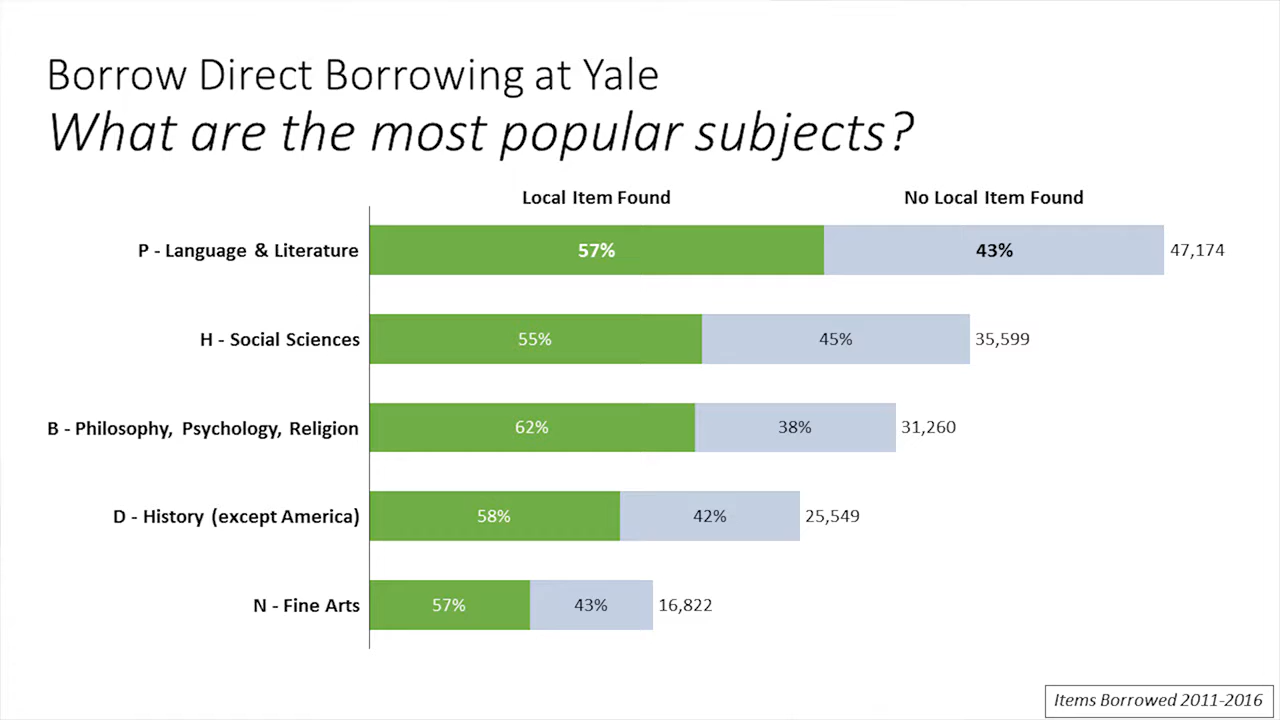 Borrow Direct Borrowing at Yale
What are the most popular subjects?
Local Item Found No Local Item Found
P - Language & Literature 57% 43% 47,174
H - Social Sciences 55% 45% 35,599
B - Philosophy, Psychology, Religion 62% 38% 31,260
D - History (except America) 58% 42% 25,549
N - Fine Arts 57% 43% 16,822
Items Borrowed 2011-2016